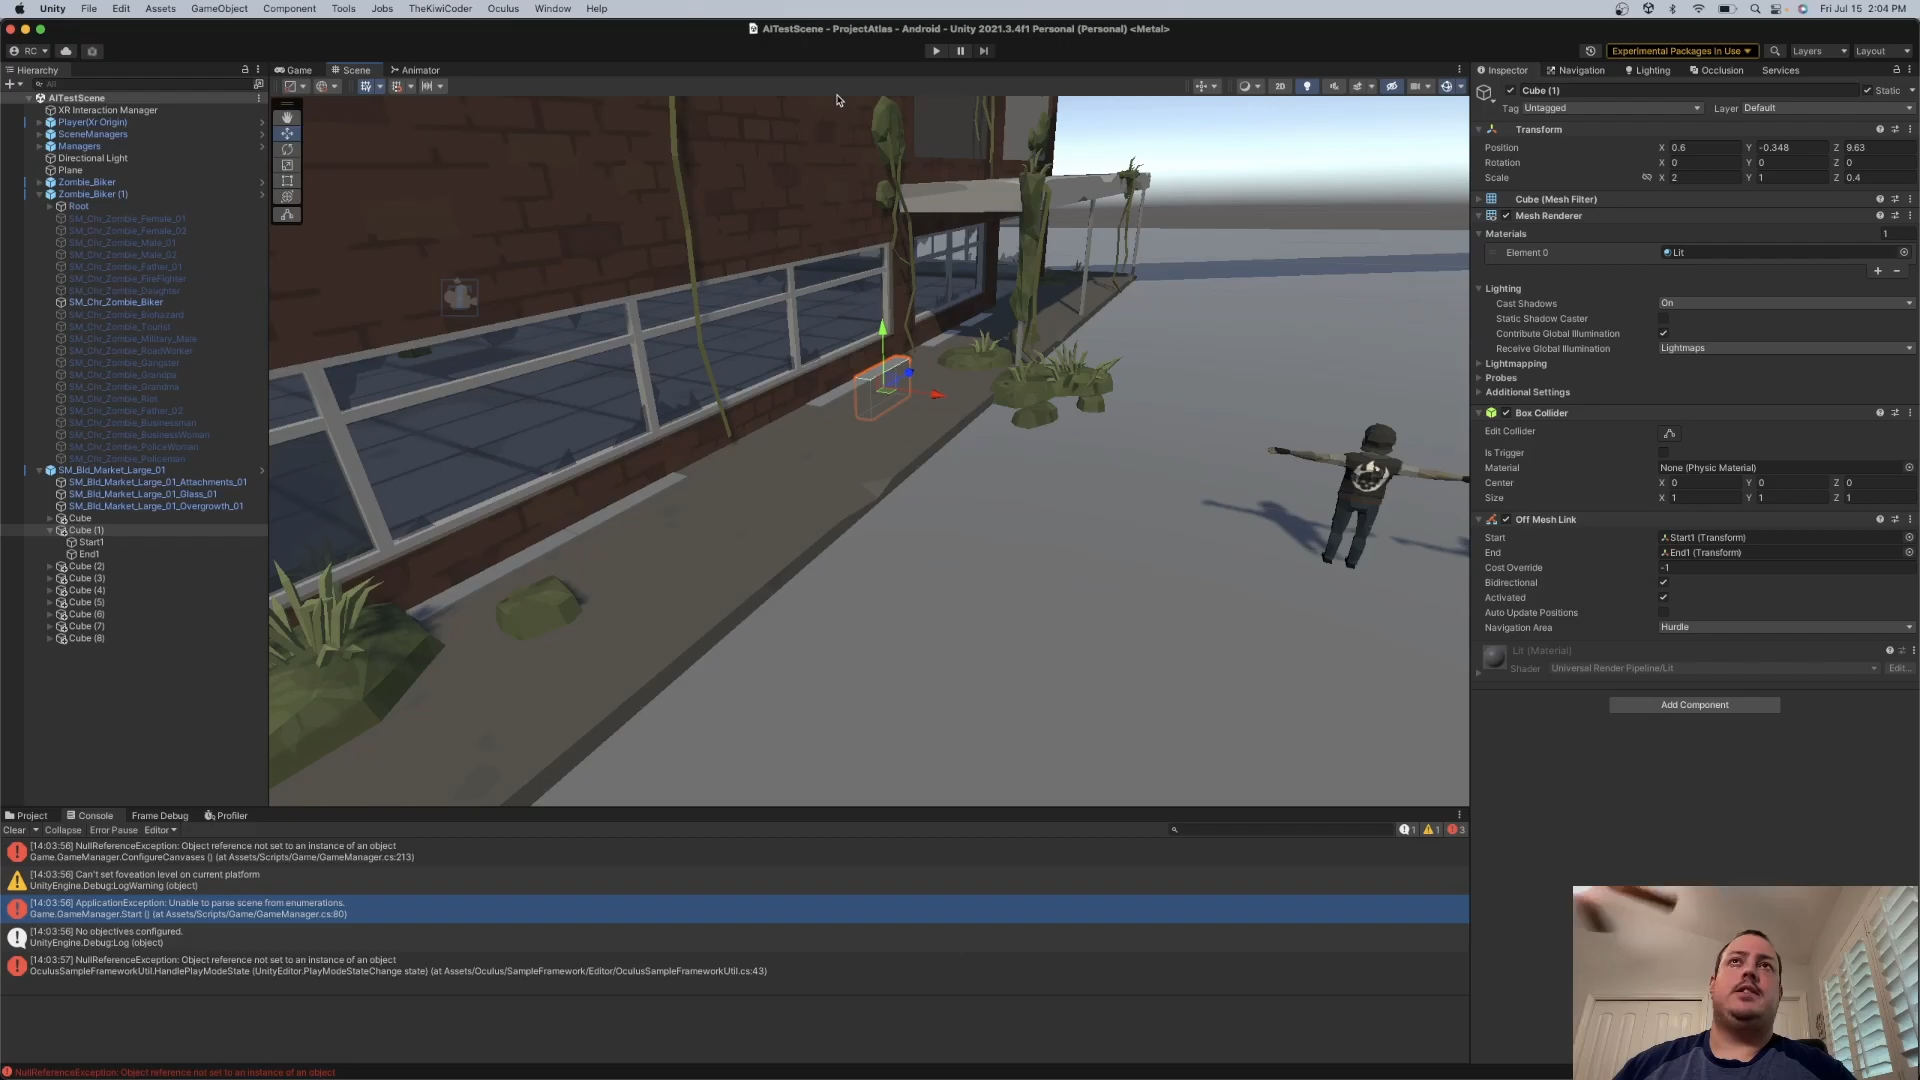 Unity File Edit Assets GameObject Component Tools Jobs TheKiwiCoder Oculus Window Help Fri Jul 15 2:04 PM
AITestScene - ProjectAtlas - Android - Unity 2021.3.4f1 Personal (Personal) <Metal>
RC Experimental Packages In Use Layers Layout
Hierarchy Game Scene Animator Inspector Navigation Lighting Occlusion Services
All 2D
AITestScene
XR Interaction Manager
Player(Xr Origin)
SceneManagers
Managers
Directional Light
Plane
Zombie_Biker
Zombie_Biker (1)
Root
SM_Chr_Zombie_Female_01
SM_Chr_Zombie_Female_02
SM_Chr_Zombie_Male_01
SM_Chr_Zombie_Male_02
SM_Chr_Zombie_Father_01
SM_Chr_Zombie_FireFighter
SM_Chr_Zombie_Daughter
SM_Chr_Zombie_Biker
SM_Chr_Zombie_Biohazard
SM_Chr_Zombie_Tourist
SM_Chr_Zombie_Military_Male
SM_Chr_Zombie_RoadWorker
SM_Chr_Zombie_Gangster
SM_Chr_Zombie_Grandpa
SM_Chr_Zombie_Grandma
SM_Chr_Zombie_Riot
SM_Chr_Zombie_Father_02
SM_Chr_Zombie_Businessman
SM_Chr_Zombie_BusinessWoman
SM_Chr_Zombie_PoliceWoman
SM_Chr_Zombie_Policeman
SM_Bld_Market_Large_01
SM_Bld_Market_Large_01_Attachments_01
SM_Bld_Market_Large_01_Glass_01
SM_Bld_Market_Large_01_Overgrowth_01
Cube
Cube (1)
Start1
End1
Cube (2)
Cube (3)
Cube (4)
Cube (5)
Cube (6)
Cube (7)
Cube (8)
Cube (1) Static
Tag Untagged Layer Default
Transform
Position X 0.6 Y -0.348 Z 9.63
Rotation X 0 Y 0 Z 0
Scale X 2 Y 1 Z 0.4
Cube (Mesh Filter)
Mesh Renderer
Materials 1
Element 0 Lit
Lighting
Cast Shadows On
Static Shadow Caster
Contribute Global Illumination
Receive Global Illumination Lightmaps
Lightmapping
Probes
Additional Settings
Box Collider
Edit Collider
Is Trigger
Material None (Physic Material)
Center X 0 Y 0 Z 0
Size X 1 Y 1 Z 1
Off Mesh Link
Start Start1 (Transform)
End End1 (Transform)
Cost Override -1
Bidirectional
Activated
Auto Update Positions
Navigation Area Hurdle
Lit (Material)
Shader Universal Render Pipeline/Lit Edit...
Add Component
Project Console Frame Debug Profiler
Clear Collapse Error Pause Editor 1 1 3
[14:03:56] NullReferenceException: Object reference not set to an instance of an object
Game.GameManager.ConfigureCanvases () (at Assets/Scripts/Game/GameManager.cs:213)
[14:03:56] Can't set foveation level on current platform
UnityEngine.Debug:LogWarning (object)
[14:03:56] ApplicationException: Unable to parse scene from enumerations.
Game.GameManager.Start () (at Assets/Scripts/Game/GameManager.cs:80)
[14:03:56] No objectives configured.
UnityEngine.Debug:Log (object)
[14:03:57] NullReferenceException: Object reference not set to an instance of an object
OculusSampleFrameworkUtil.HandlePlayModeState (UnityEditor.PlayModeStateChange state) (at Assets/Oculus/SampleFramework/Editor/OculusSampleFrameworkUtil.cs:43)
NullReferenceException: Object reference not set to an instance of an object